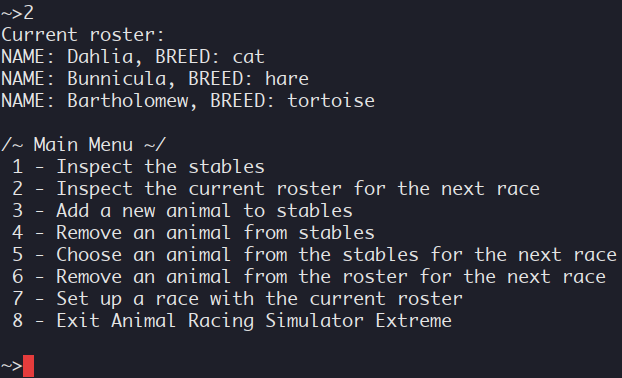 ~>2
Current roster:
NAME: Dahlia, BREED: cat
NAME: Bunnicula, BREED: hare
NAME: Bartholomew, BREED: tortoise

/~ Main Menu ~/
 1 - Inspect the stables
 2 - Inspect the current roster for the next race
 3 - Add a new animal to stables
 4 - Remove an animal from stables
 5 - Choose an animal from the stables for the next race
 6 - Remove an animal from the roster for the next race
 7 - Set up a race with the current roster
 8 - Exit Animal Racing Simulator Extreme

~>